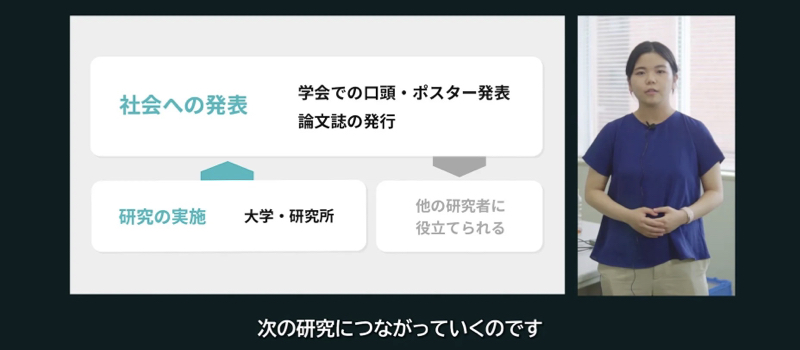 社会への発表
学会での口頭・ポスター発表
論文誌の発行
研究の実施
大学・研究所
他の研究者に
役立てられる
次の研究につながっていくのです